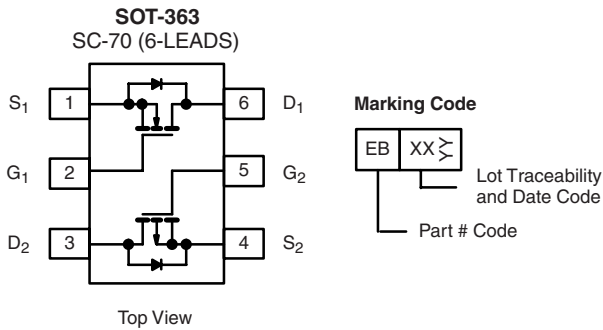 SOT-363
SC-70 (6-LEADS)
S1 1 6 D1
G1 2 5 G2
D2 3 4 S2
Top View
Marking Code
EB XX YY
Lot Traceability
and Date Code
Part # Code